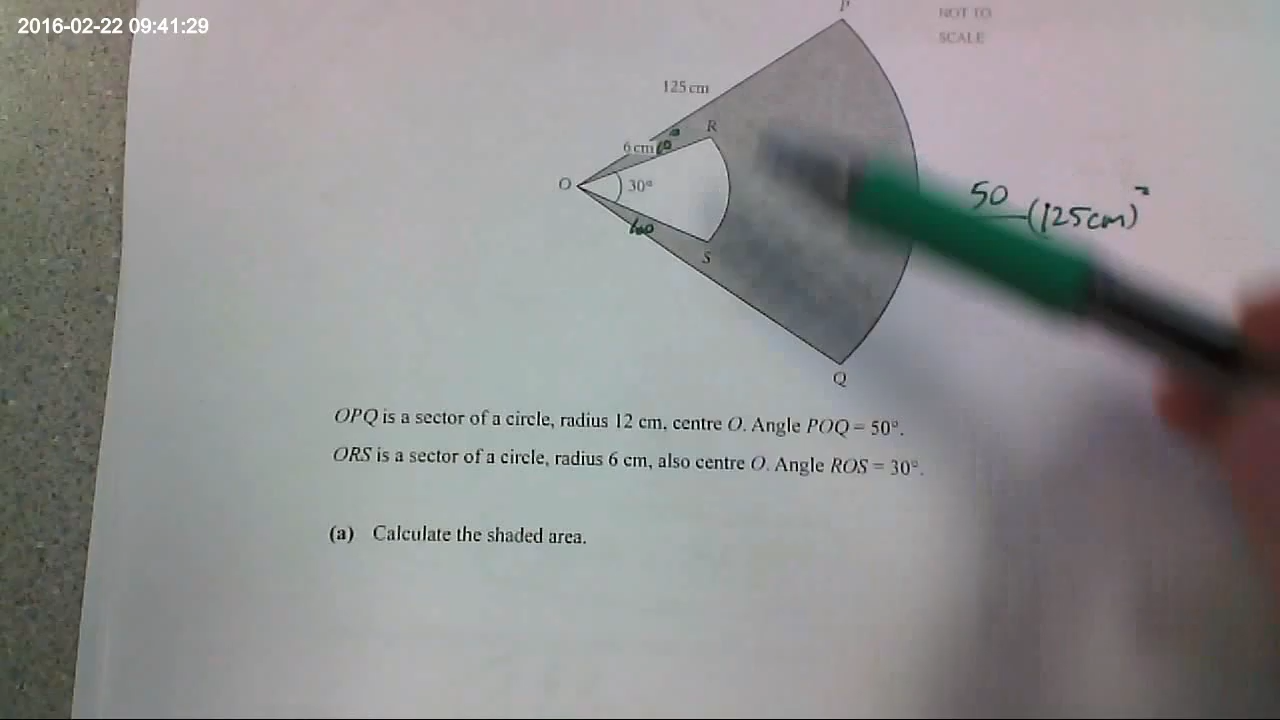 2016-02-22 09:41:29
P
NOT TO
SCALE
125 cm
R
6 cm 10°
O
30°
S
50
(125cm)²
Q
OPQ is a sector of a circle, radius 12 cm, centre O. Angle POQ = 50°.
ORS is a sector of a circle, radius 6 cm, also centre O. Angle ROS = 30°.
(a) Calculate the shaded area.